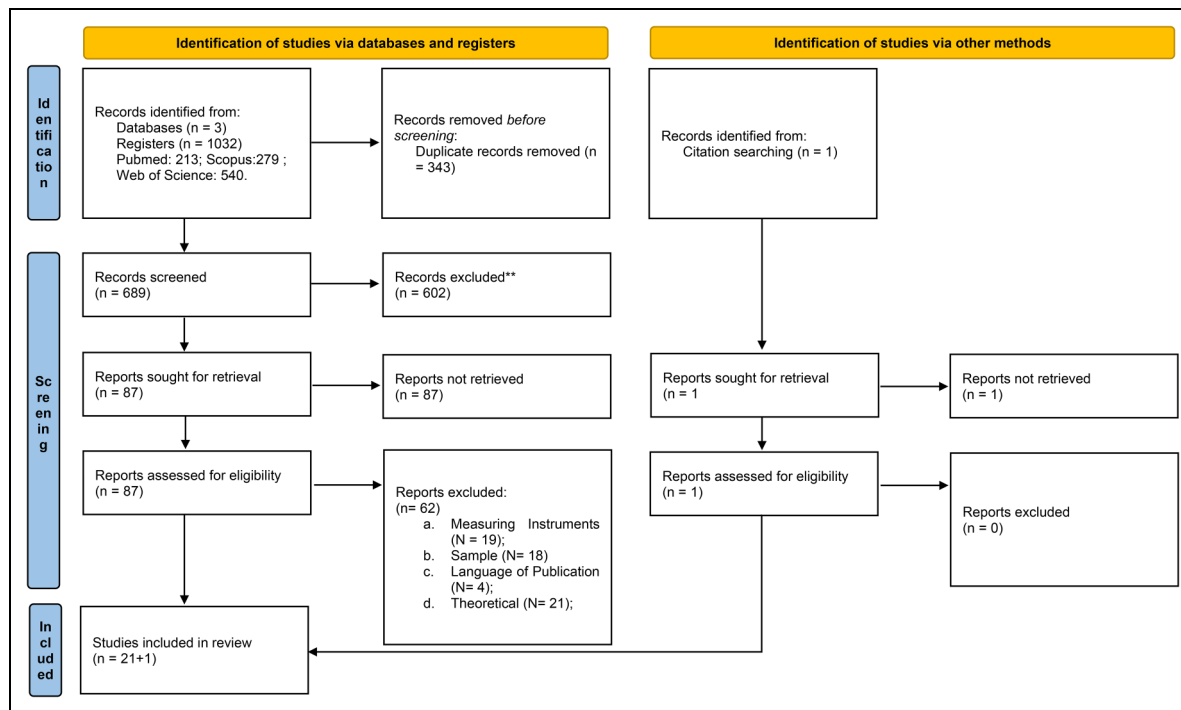 Identification of studies via databases and registers
Identification of studies via other methods
Id
en
tifi
ca
tio
n
Records identified from:
Databases (n = 3)
Registers (n = 1032)
Pubmed: 213; Scopus:279 ;
Web of Science: 540.
Records removed before
screening:
Duplicate records removed (n
= 343)
Records identified from:
Citation searching (n = 1)
Sc
re
en
in
g
Records screened
(n = 689)
Records excluded**
(n = 602)
Reports sought for retrieval
(n = 87)
Reports not retrieved
(n = 87)
Reports sought for retrieval
(n = 1
Reports not retrieved
(n = 1)
Reports assessed for eligibility
(n = 87)
Reports excluded:
(n= 62)
a. Measuring Instruments
(N = 19);
b. Sample (N= 18)
c. Language of Publication
(N= 4);
d. Theoretical (N= 21);
Reports assessed for eligibility
(n = 1)
Reports excluded
(n = 0)
In
cl
ud
ed
Studies included in review
(n = 21+1)